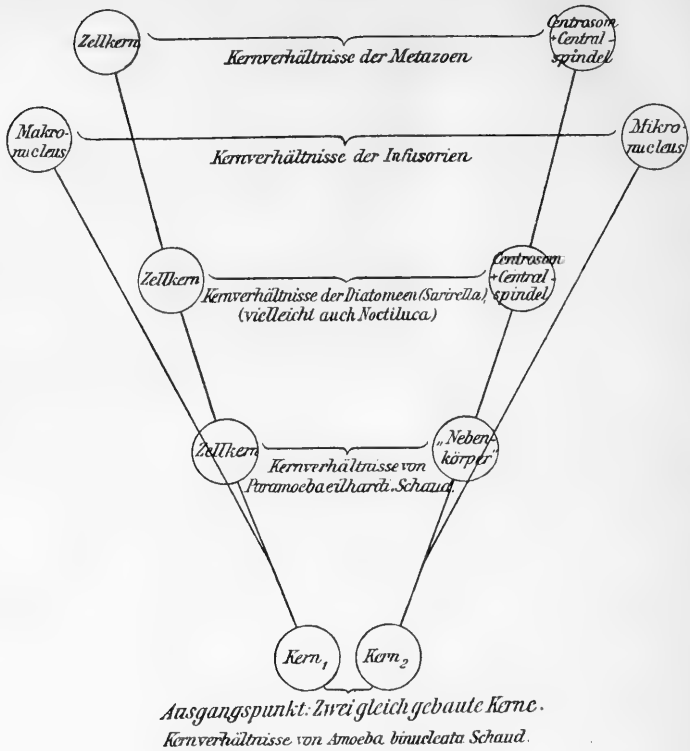 Zellkern
Kernverhältnisse der Metazoen
Centrosom
+ Central-
spindel
Makro-
nucleus
Kernverhältnisse der Infusorien
Mikro-
nucleus
Zellkern
Kernverhältnisse der Diatomeen (Sarirella)
(vielleicht auch Noctiluca)
Centrosom
+ Central-
spindel
Zellkern
Kernverhältnisse von
Paramoeba eilhardi. Schaud.
„Neben-
körper"
Kern₁
Kern₂
Ausgangspunkt: Zwei gleich gebaute Kerne.
Kernverhältnisse von Amoeba binucleata Schaud.